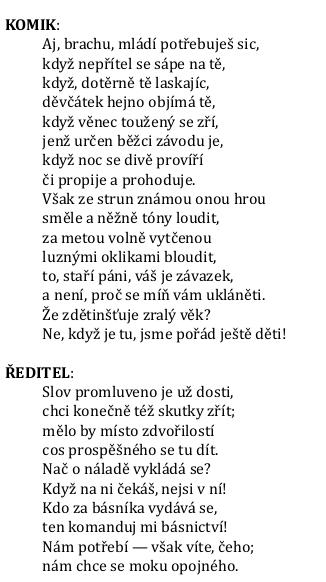 KOMIK:
Aj, brachu, mládí potřebuješ sic,
když nepřítel se sápe na tě,
když, dotěrně tě laskajíc,
děvčátek hejno objímá tě,
když věnec toužený se zří,
jenž určen běžci závodu je,
když noc se divě províří
či propije a prohoduje.
Však ze strun známou onou hrou
směle a něžně tóny loudit,
za metou volně vytčenou
luznými oklikami bloudit,
to, staří páni, váš je závazek,
a není, proč se míň vám ukláněti.
Že zdětinšťuje zralý věk?
Ne, když je tu, jsme pořád ještě děti!
ŘEDITEL:
Slov promluveno je už dosti,
chci konečně též skutky zřít;
mělo by místo zdvořilostí
cos prospěšného se tu dít.
Nač o náladě vykládá se?
Když na ni čekáš, nejsi v ní!
Kdo za básníka vydává se,
ten komanduj mi básnictví!
Nám potřebí — však víte, čeho;
nám chce se moku opojného.